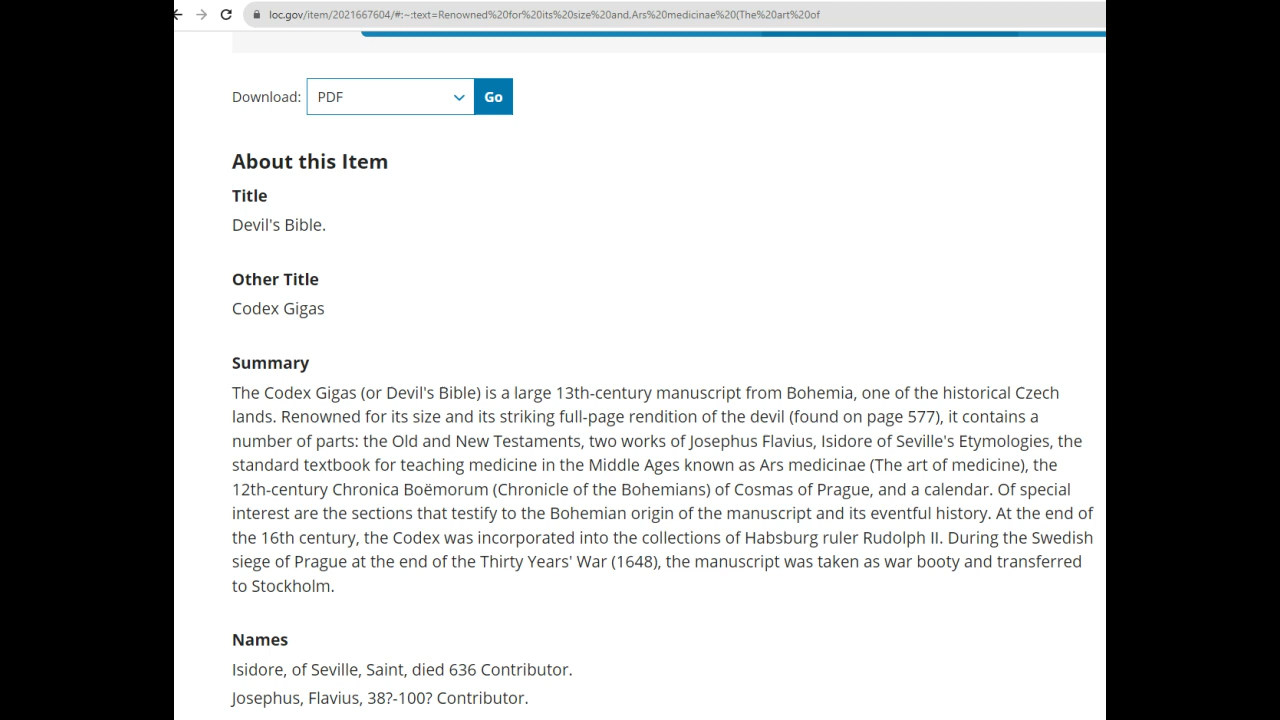 loc.gov/item/2021667604/#:~:text=Renowned%20for%20its%20size%20and.Ars%20medicinae%20(The%20art%20of
Download: PDF Go
About this Item
Title
Devil's Bible.
Other Title
Codex Gigas
Summary
The Codex Gigas (or Devil's Bible) is a large 13th-century manuscript from Bohemia, one of the historical Czech
lands. Renowned for its size and its striking full-page rendition of the devil (found on page 577), it contains a
number of parts: the Old and New Testaments, two works of Josephus Flavius, Isidore of Seville's Etymologies, the
standard textbook for teaching medicine in the Middle Ages known as Ars medicinae (The art of medicine), the
12th-century Chronica Boëmorum (Chronicle of the Bohemians) of Cosmas of Prague, and a calendar. Of special
interest are the sections that testify to the Bohemian origin of the manuscript and its eventful history. At the end of
the 16th century, the Codex was incorporated into the collections of Habsburg ruler Rudolph II. During the Swedish
siege of Prague at the end of the Thirty Years' War (1648), the manuscript was taken as war booty and transferred
to Stockholm.
Names
Isidore, of Seville, Saint, died 636 Contributor.
Josephus, Flavius, 38?-100? Contributor.